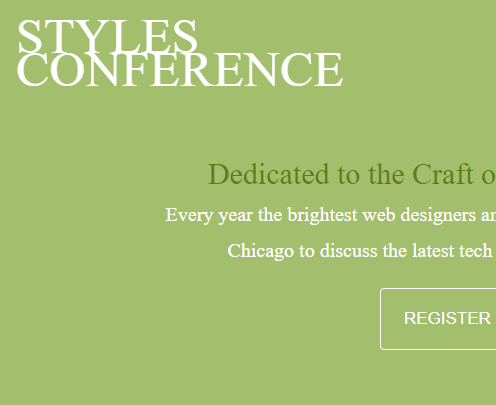 STYLES
CONFERENCE
Dedicated to the Craft o
Every year the brightest web designers
Chicago to discuss the latest tech
REGISTER